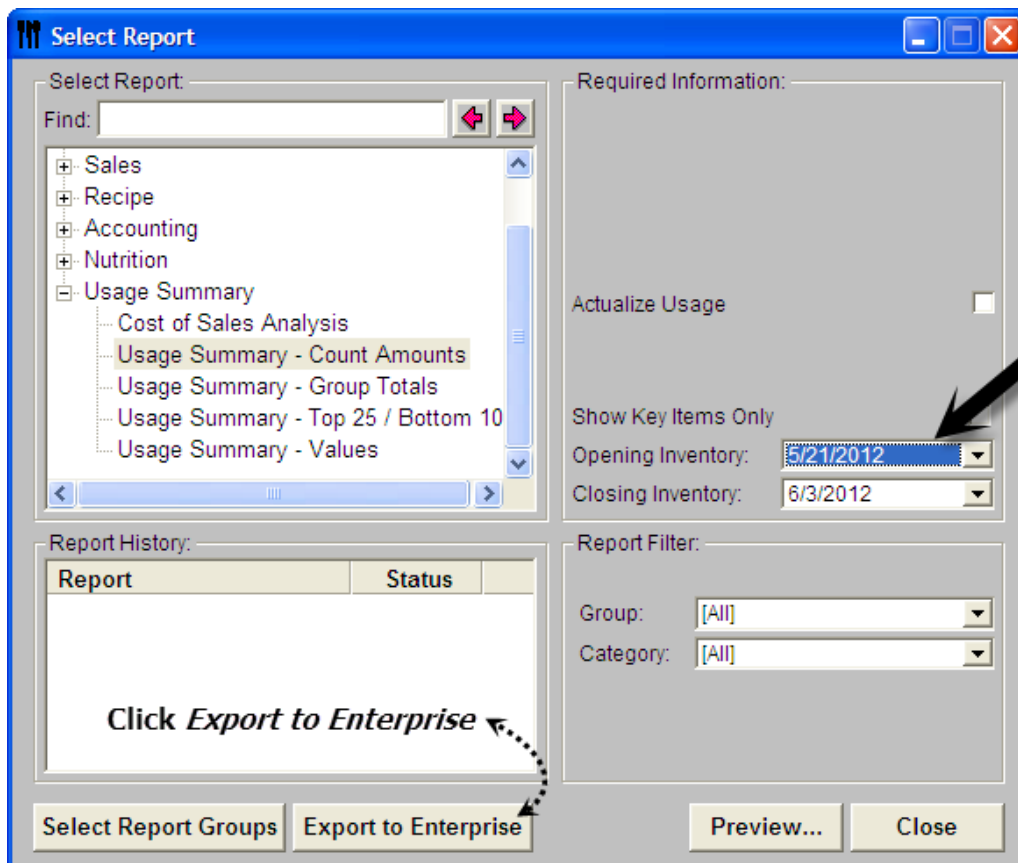 Select Report
Select Report:
Find:
Sales
Recipe
Accounting
Nutrition
Usage Summary
Cost of Sales Analysis
Usage Summary - Count Amounts
Usage Summary - Group Totals
Usage Summary - Top 25 / Bottom 10
Usage Summary - Values
Required Information:
Actualize Usage
Show Key Items Only
Opening Inventory: 5/21/2012
Closing Inventory: 6/3/2012
Report History:
Report Status
Click Export to Enterprise
Report Filter:
Group: [All]
Category: [All]
Select Report Groups Export to Enterprise Preview... Close